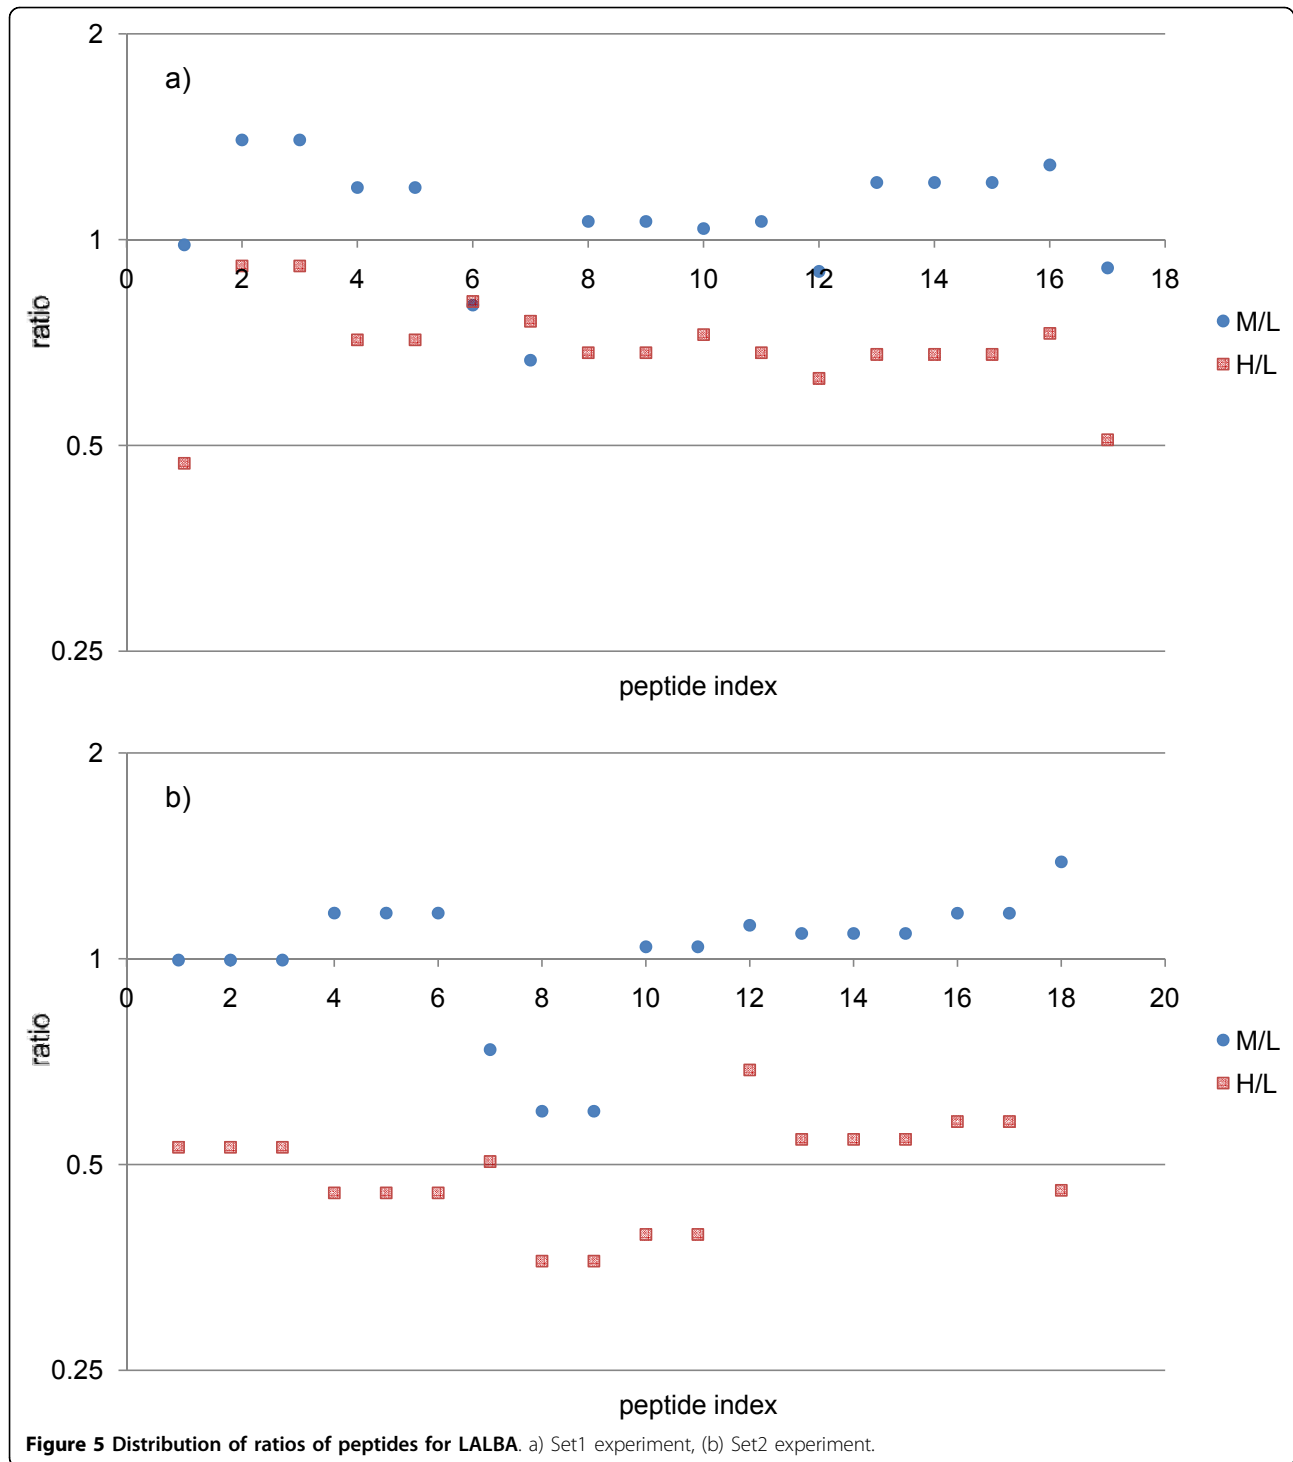 2
a)
1
0 2 4 6 8 10 12 14 16 18
ratio
M/L
H/L
0.5
0.25
peptide index
2
b)
1
0 2 4 6 8 10 12 14 16 18 20
ratio
M/L
H/L
0.5
0.25
peptide index
Figure 5 Distribution of ratios of peptides for LALBA. a) Set1 experiment, (b) Set2 experiment.